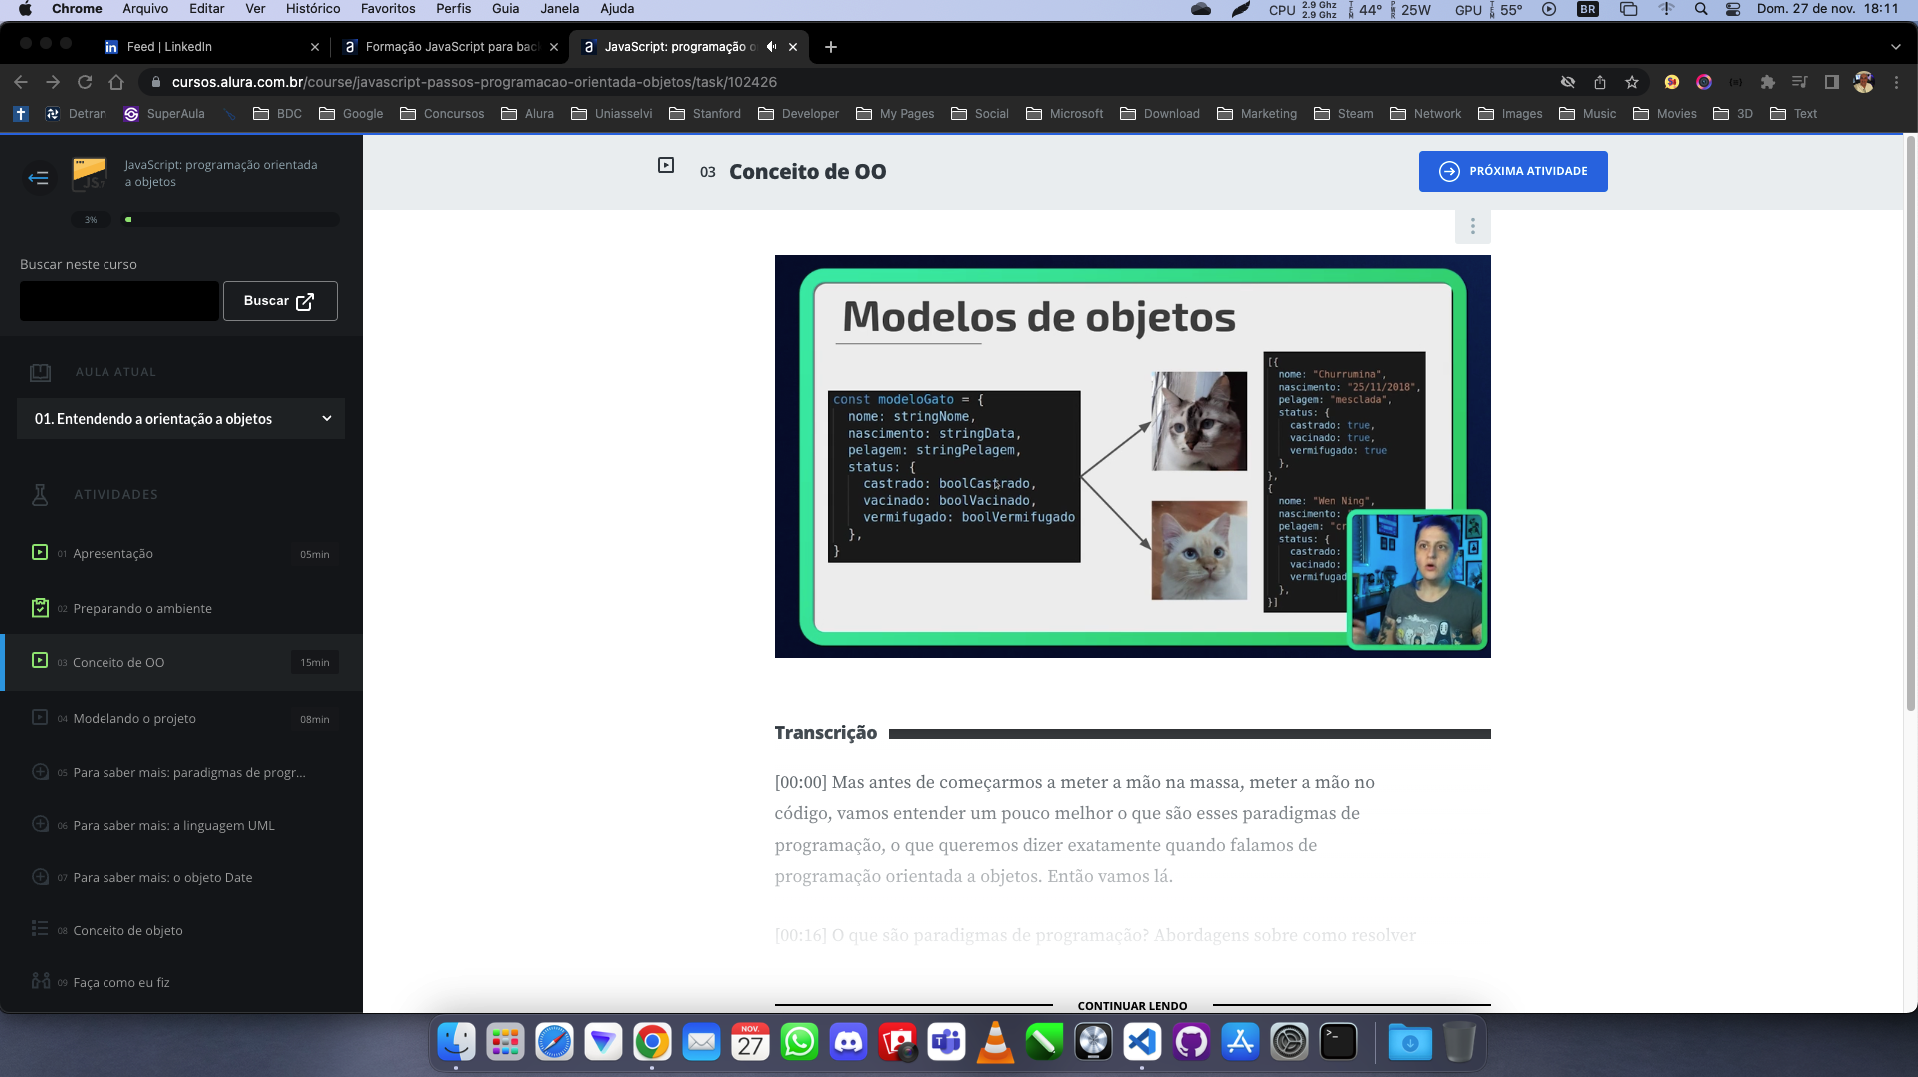 Chrome Arquivo Editar Ver Histórico Favoritos Perfis Guia Janela Ajuda
CPU 2.9 Ghz 2.9 Ghz TEM 44° PWR 25W GPU TEM 55° BR Dom. 27 de nov. 18:11
Feed | LinkedIn
Formação JavaScript para bac
JavaScript: programação o
cursos.alura.com.br/course/javascript-passos-programacao-orientada-objetos/task/102426
Detran SuperAula BDC Google Concursos Alura Uniasselvi Stanford Developer My Pages Social Microsoft Download Marketing Steam Network Images Music Movies 3D Text
JavaScript: programação orientada
a objetos
3%
Buscar neste curso
Buscar
AULA ATUAL
01. Entendendo a orientação a objetos
ATIVIDADES
01 Apresentação 05min
02 Preparando o ambiente
03 Conceito de OO 15min
04 Modelando o projeto 08min
05 Para saber mais: paradigmas de progr...
06 Para saber mais: a linguagem UML
07 Para saber mais: o objeto Date
08 Conceito de objeto
09 Faça como eu fiz
03 Conceito de OO
PRÓXIMA ATIVIDADE
Modelos de objetos
const modeloGato = {
nome: stringNome,
nascimento: stringData,
pelagem: stringPelagem,
status: {
castrado: boolCastrado,
vacinado: boolVacinado,
vermifugado: boolVermifugado
},
}
[{
nome: "Churrumina",
nascimento: "25/11/2018",
pelagem: "mesclada",
status: {
castrado: true,
vacinado: true,
vermifugado: true
},
},
{
nome: "Wen Ning",
nascimento:
pelagem: "cr
status: {
castrado:
vacinado:
vermifugad
},
}]
Transcrição
[00:00] Mas antes de começarmos a meter a mão na massa, meter a mão no
código, vamos entender um pouco melhor o que são esses paradigmas de
programação, o que queremos dizer exatamente quando falamos de
programação orientada a objetos. Então vamos lá.
[00:16] O que são paradigmas de programação? Abordagens sobre como resolver
CONTINUAR LENDO
NOV.
27